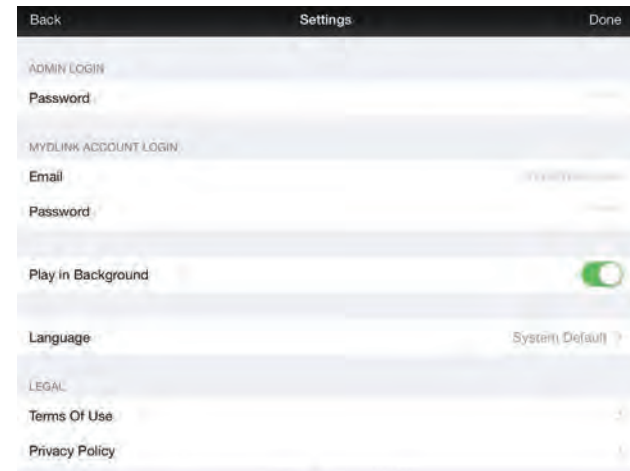 Back Settings Done
ADMIN LOGIN
Password
MYDLINK ACCOUNT LOGIN
Email
Password
Play in Background
Language System Default
LEGAL
Terms Of Use
Privacy Policy